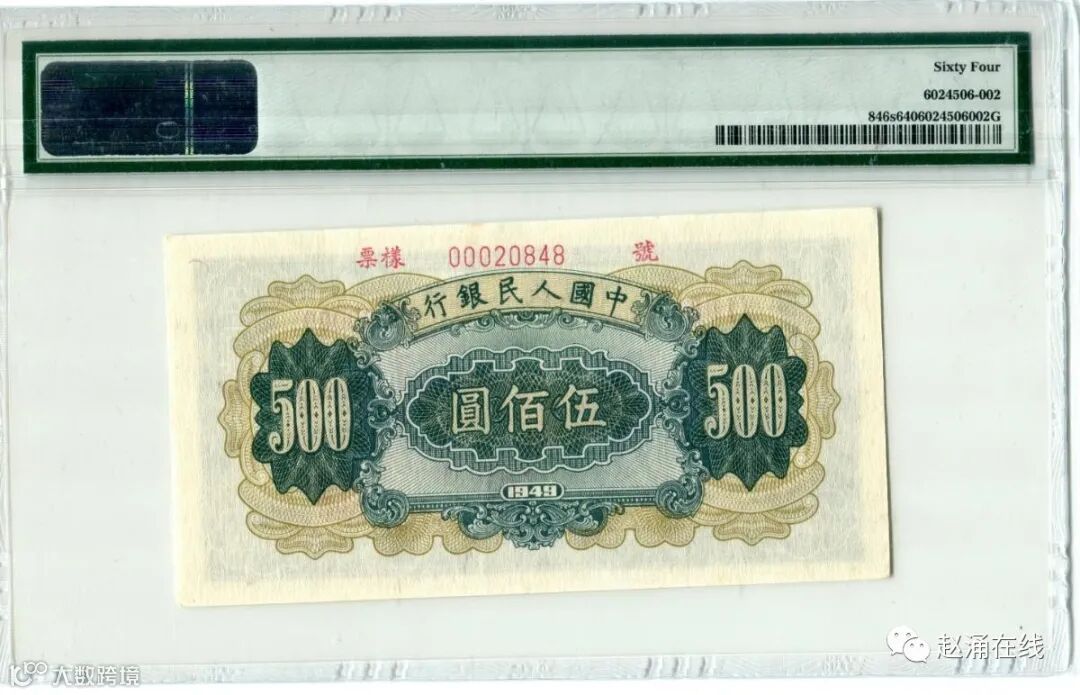 Sixty Four
6024506-002
846s6406024506002G
票樣 00020848 號
行銀民人國中
500 圓佰伍 500
1949
赵涌在线
大数跨境